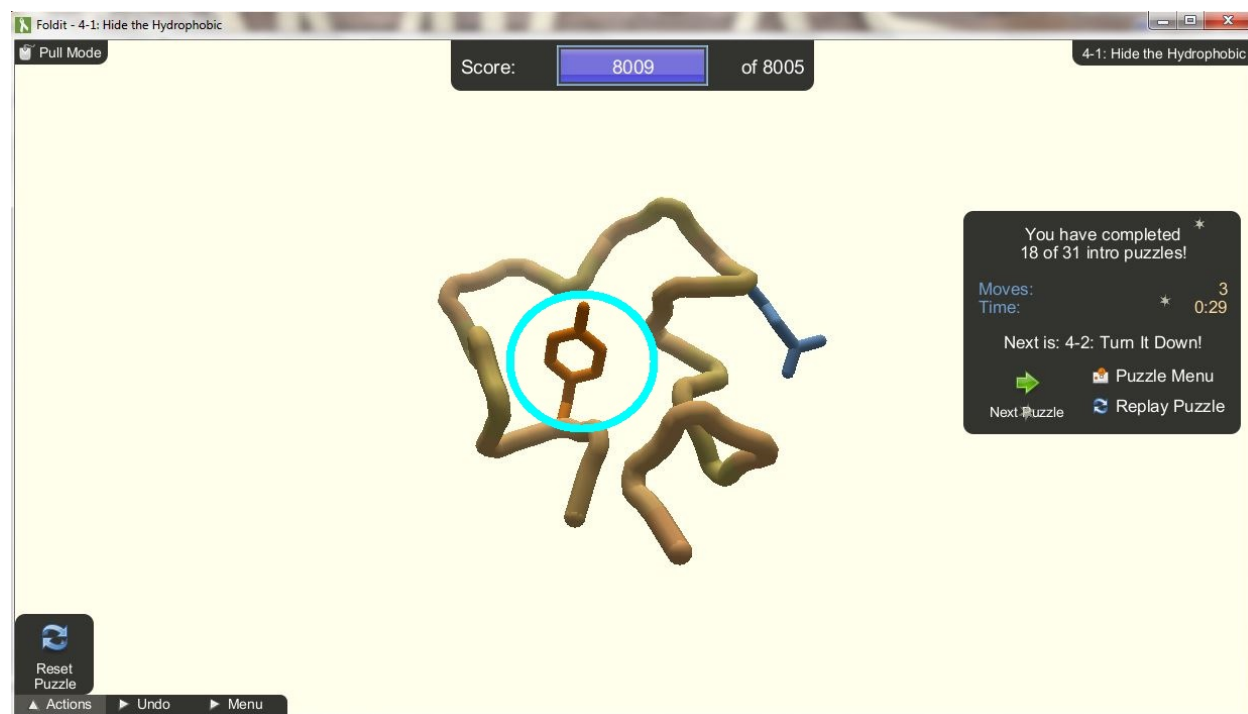 Foldit - 4-1: Hide the Hydrophobic
Pull Mode
Score: 8009 of 8005
4-1: Hide the Hydrophobic
You have completed
18 of 31 intro puzzles!
Moves: 3
Time: 0:29
Next is: 4-2: Turn It Down!
Next Puzzle
Puzzle Menu
Replay Puzzle
Reset
Puzzle
Actions Undo Menu